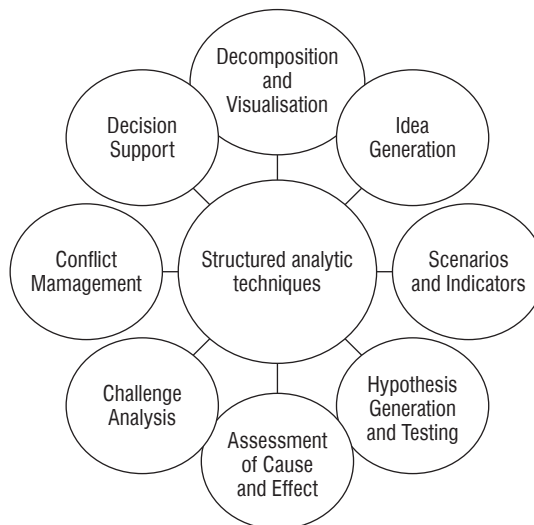 Decomposition
and
Visualisation
Decision
Support
Idea
Generation
Conflict
Mamagement
Structured analytic
techniques
Scenarios
and Indicators
Challenge
Analysis
Hypothesis
Generation
and Testing
Assessment
of Cause
and Effect